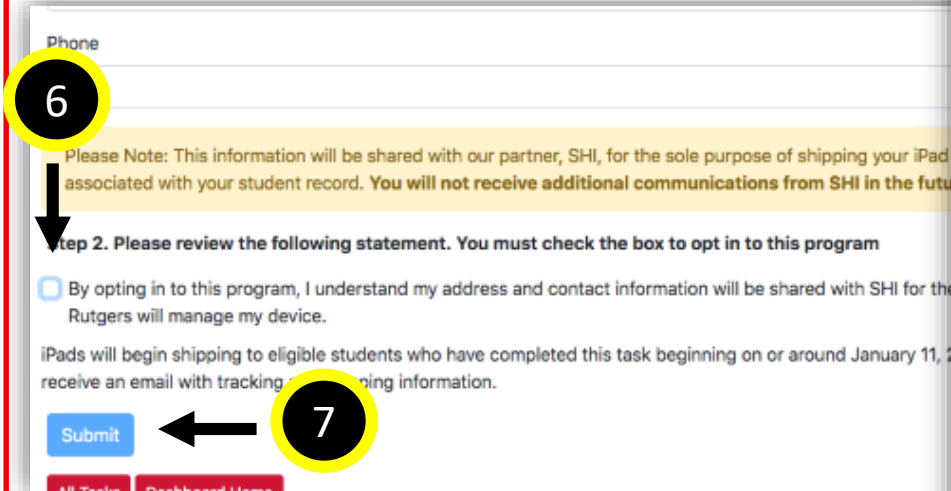 Phone
6
Please Note: This information will be shared with our partner, SHI, for the sole purpose of shipping your iPad
associated with your student record. You will not receive additional communications from SHI in the
Step 2. Please review the following statement. You must check the box to opt in to this program
By opting in to this program, I understand my address and contact information will be shared with SHI for the
Rutgers will manage my device.
iPads will begin shipping to eligible students who have completed this task beginning on or around January 11,
receive an email with tracking information.
7
Submit
All Tasks Dashboard Home